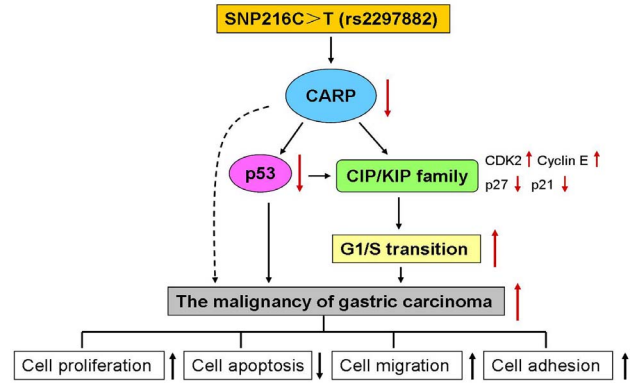 SNP216C＞T (rs2297882)
CARP
p53
CIP/KIP family
CDK2 Cyclin E
p27 p21
G1/S transition
The malignancy of gastric carcinoma
Cell proliferation
Cell apoptosis
Cell migration
Cell adhesion